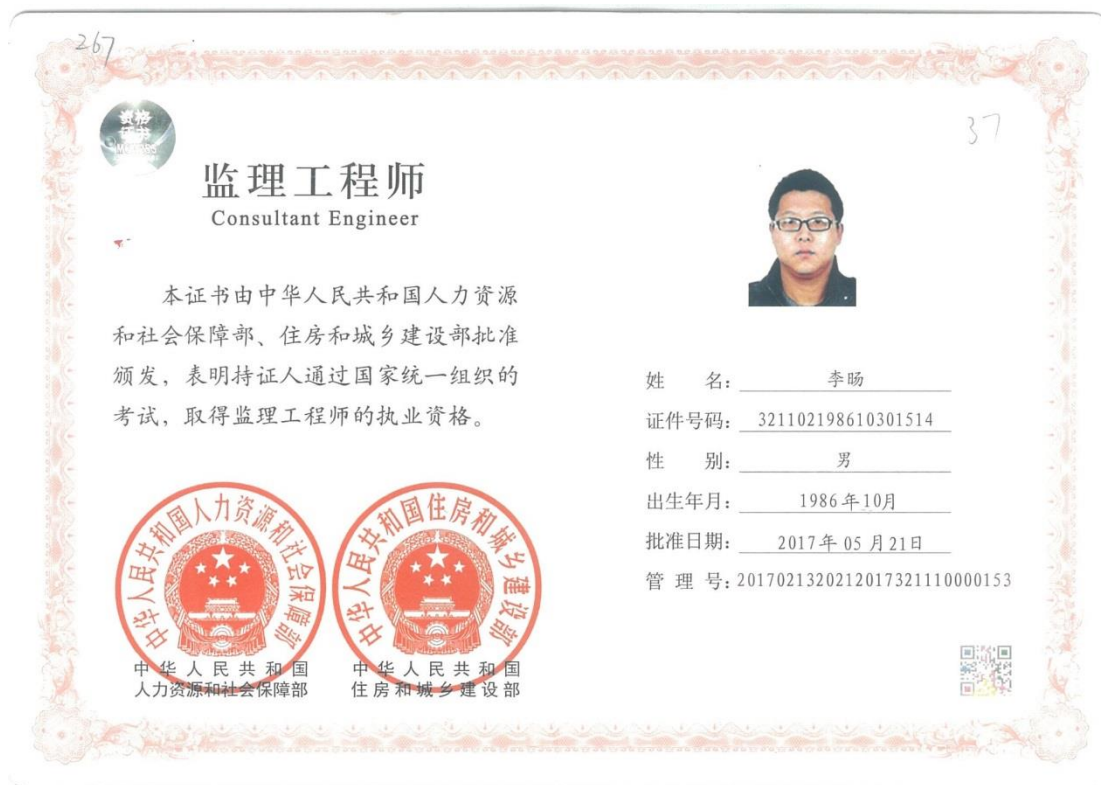 267
37
资格
证书
监理工程师
Consultant Engineer
本证书由中华人民共和国人力资源
和社会保障部、住房和城乡建设部批准
颁发，表明持证人通过国家统一组织的
考试，取得监理工程师的执业资格。
中华人民共和国人力资源和社会保障部
中华人民共和国住房和城乡建设部
中华人民共和国
人力资源和社会保障部
中华人民共和国
住房和城乡建设部
姓 名：李旸
证件号码：321102198610301514
性 别：男
出生年月：1986年10月
批准日期：2017年05月21日
管 理 号：2017021320212017321110000153